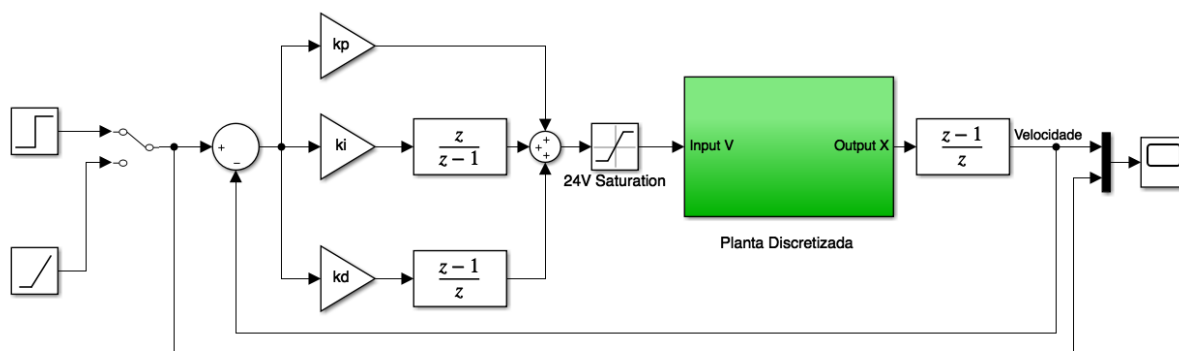 kp
+
−
ki
z
z − 1
+
+
+
24V Saturation
Input V
Output X
z − 1
z
Velocidade
Planta Discretizada
kd
z − 1
z